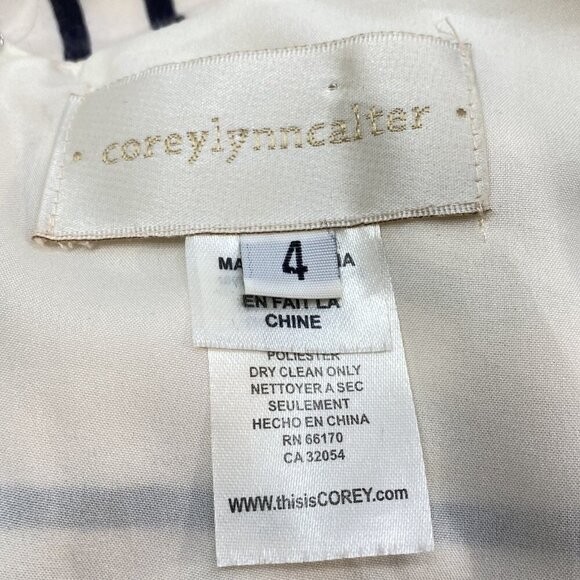 coreylynncalter
4
EN FAIT LA
CHINE
POLIESTER
DRY CLEAN ONLY
NETTOYER A SEC
SEULEMENT
HECHO EN CHINA
RN 66170
CA 32054
WWW.thisisCOREY.com